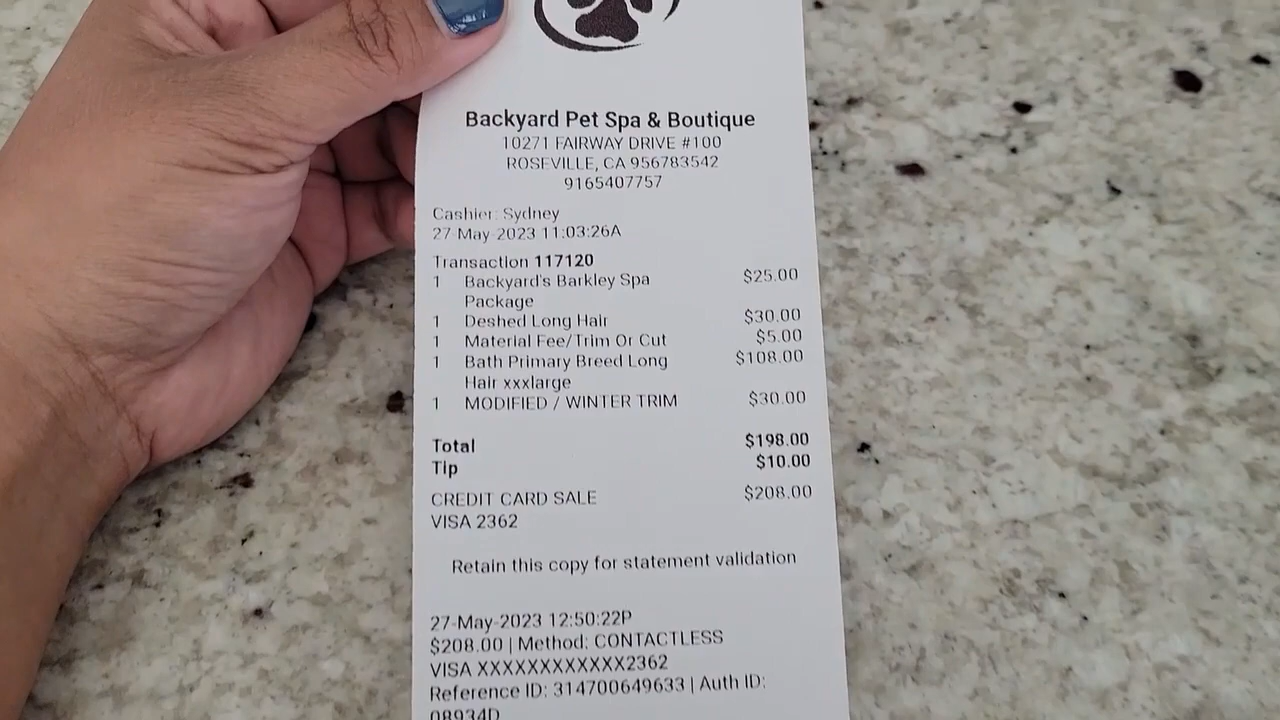 Backyard Pet Spa & Boutique
10271 FAIRWAY DRIVE #100
ROSEVILLE, CA 956783542
9165407757
Cashier: Sydney
27-May-2023 11:03:26A
Transaction 117120
1 Backyard's Barkley Spa $25.00
Package
1 Deshed Long Hair $30.00
1 Material Fee/Trim Or Cut $5.00
1 Bath Primary Breed Long $108.00
Hair xxxlarge
1 MODIFIED / WINTER TRIM $30.00
Total $198.00
Tip $10.00
CREDIT CARD SALE $208.00
VISA 2362
Retain this copy for statement validation
27-May-2023 12:50:22P
$208.00 | Method: CONTACTLESS
VISA XXXXXXXXXXXX2362
Reference ID: 314700649633 | Auth ID:
08934D